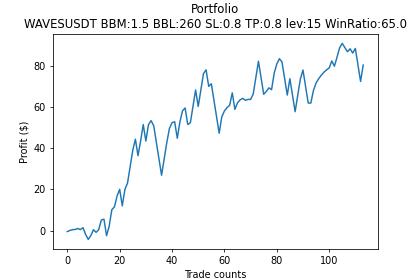 Portfolio
WAVESUSDT BBM:1.5 BBL:260 SL:0.8 TP:0.8 lev:15 WinRatio:65.0
Profit ($)
80
60
40
20
0
0 20 40 60 80 100
Trade counts